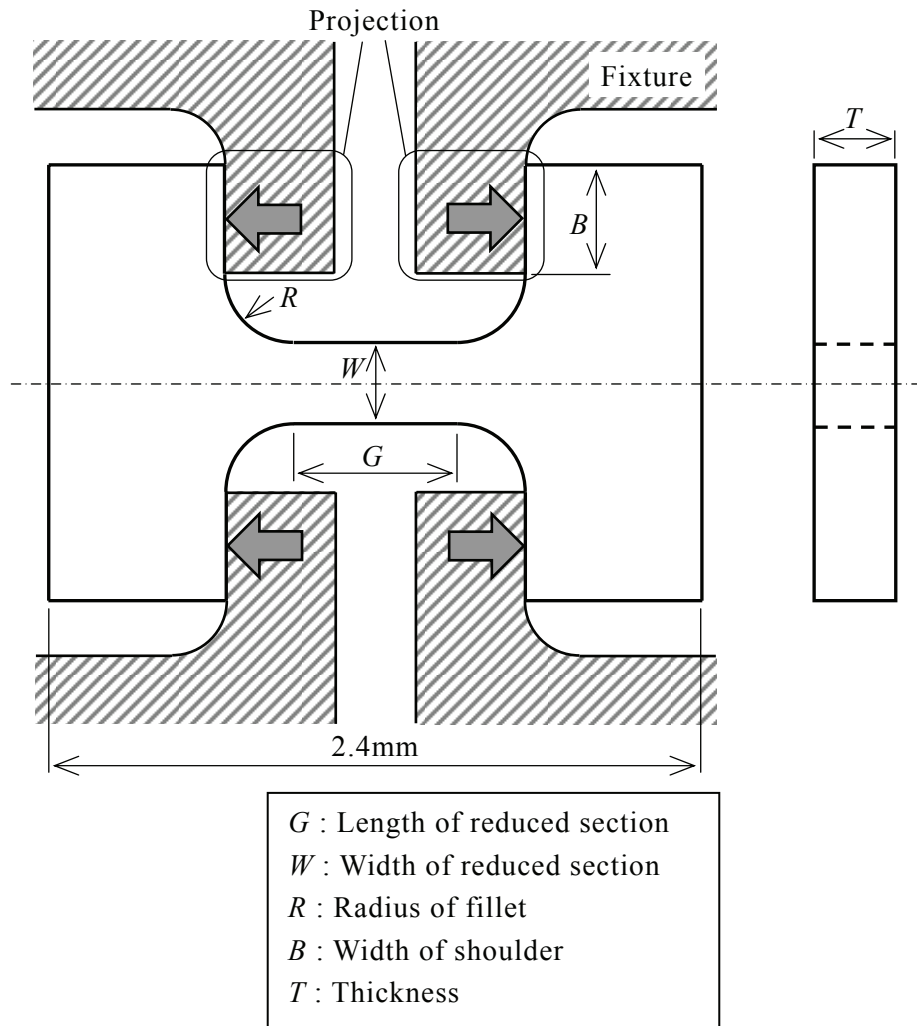 Projection
Fixture
T
B
R
W
G
2.4mm
G : Length of reduced section
W : Width of reduced section
R : Radius of fillet
B : Width of shoulder
T : Thickness